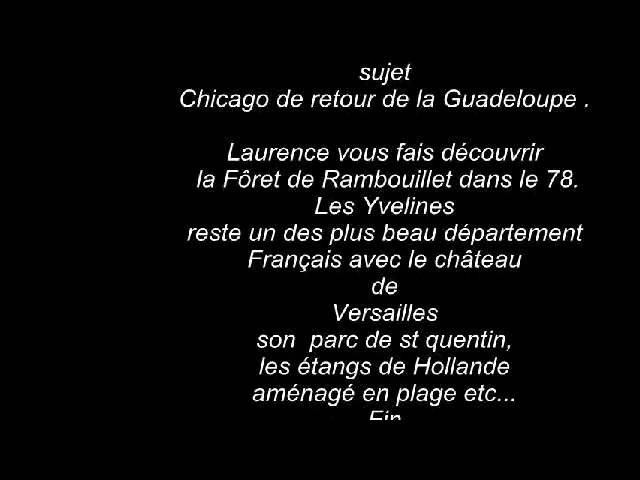 sujet
Chicago de retour de la Guadeloupe .
Laurence vous fais découvrir
la Fôret de Rambouillet dans le 78.
Les Yvelines
reste un des plus beau département
Français avec le château
de
Versailles
son  parc de st quentin,
les étangs de Hollande
aménagé en plage etc...
Fin